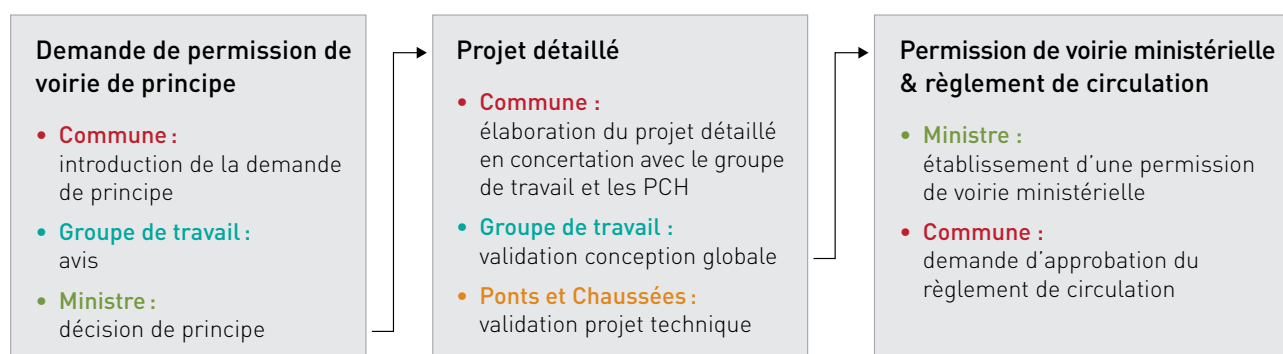 Demande de permission de
voirie de principe
• Commune :
introduction de la demande
de principe
• Groupe de travail :
avis
• Ministre :
décision de principe
Projet détaillé
• Commune :
élaboration du projet détaillé
en concertation avec le groupe
de travail et les PCH
• Groupe de travail :
validation conception globale
• Ponts et Chaussées :
validation projet technique
Permission de voirie ministérielle
& règlement de circulation
• Ministre :
établissement d'une permission
de voirie ministérielle
• Commune :
demande d'approbation du
règlement de circulation